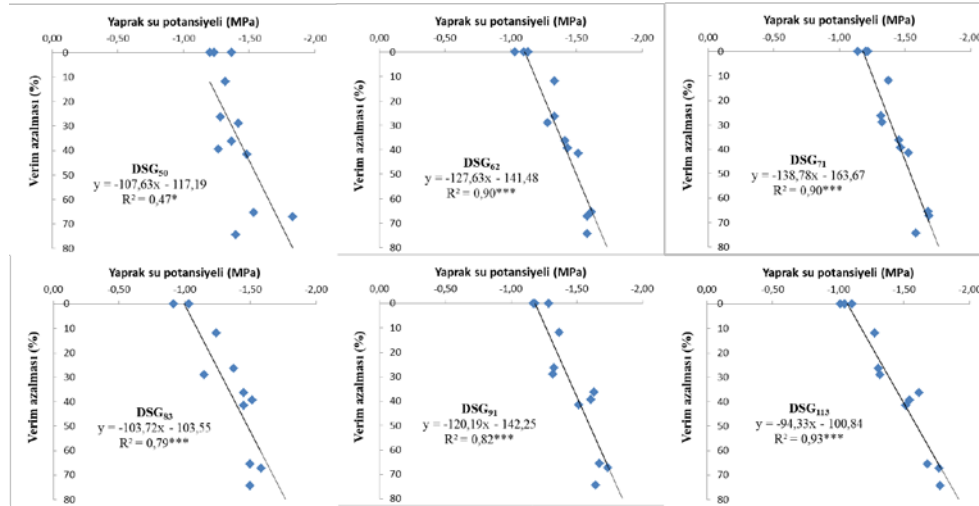 Yaprak su potansiyeli (MPa)
0,00 -0,50 -1,00 -1,50 -2,00
Verim azalması (%)
0
10
20
30
40
50
60
70
80
DSG50
y = -107,63x - 117,19
R² = 0,47*
Yaprak su potansiyeli (MPa)
0,00 -0,50 -1,00 -1,50 -2,00
Verim azalması (%)
0
10
20
30
40
50
60
70
80
DSG62
y = -127,63x - 141,48
R² = 0,90***
Yaprak su potansiyeli (MPa)
0,00 -0,50 -1,00 -1,50 -2,00
Verim azalması (%)
0
10
20
30
40
50
60
70
80
DSG71
y = -138,78x - 163,67
R² = 0,90***
Yaprak su potansiyeli (MPa)
0,00 -0,50 -1,00 -1,50 -2,00
Verim azalması (%)
0
10
20
30
40
50
60
70
80
DSG83
y = -103,72x - 103,55
R² = 0,79***
Yaprak su potansiyeli (MPa)
0,00 -0,50 -1,00 -1,50 -2,00
Verim azalması (%)
0
10
20
30
40
50
60
70
80
DSG91
y = -120,19x - 142,25
R² = 0,82***
Yaprak su potansiyeli (MPa)
0,00 -0,50 -1,00 -1,50 -2,00
Verim azalması (%)
0
10
20
30
40
50
60
70
80
DSG113
y = -94,33x - 100,84
R² = 0,93***